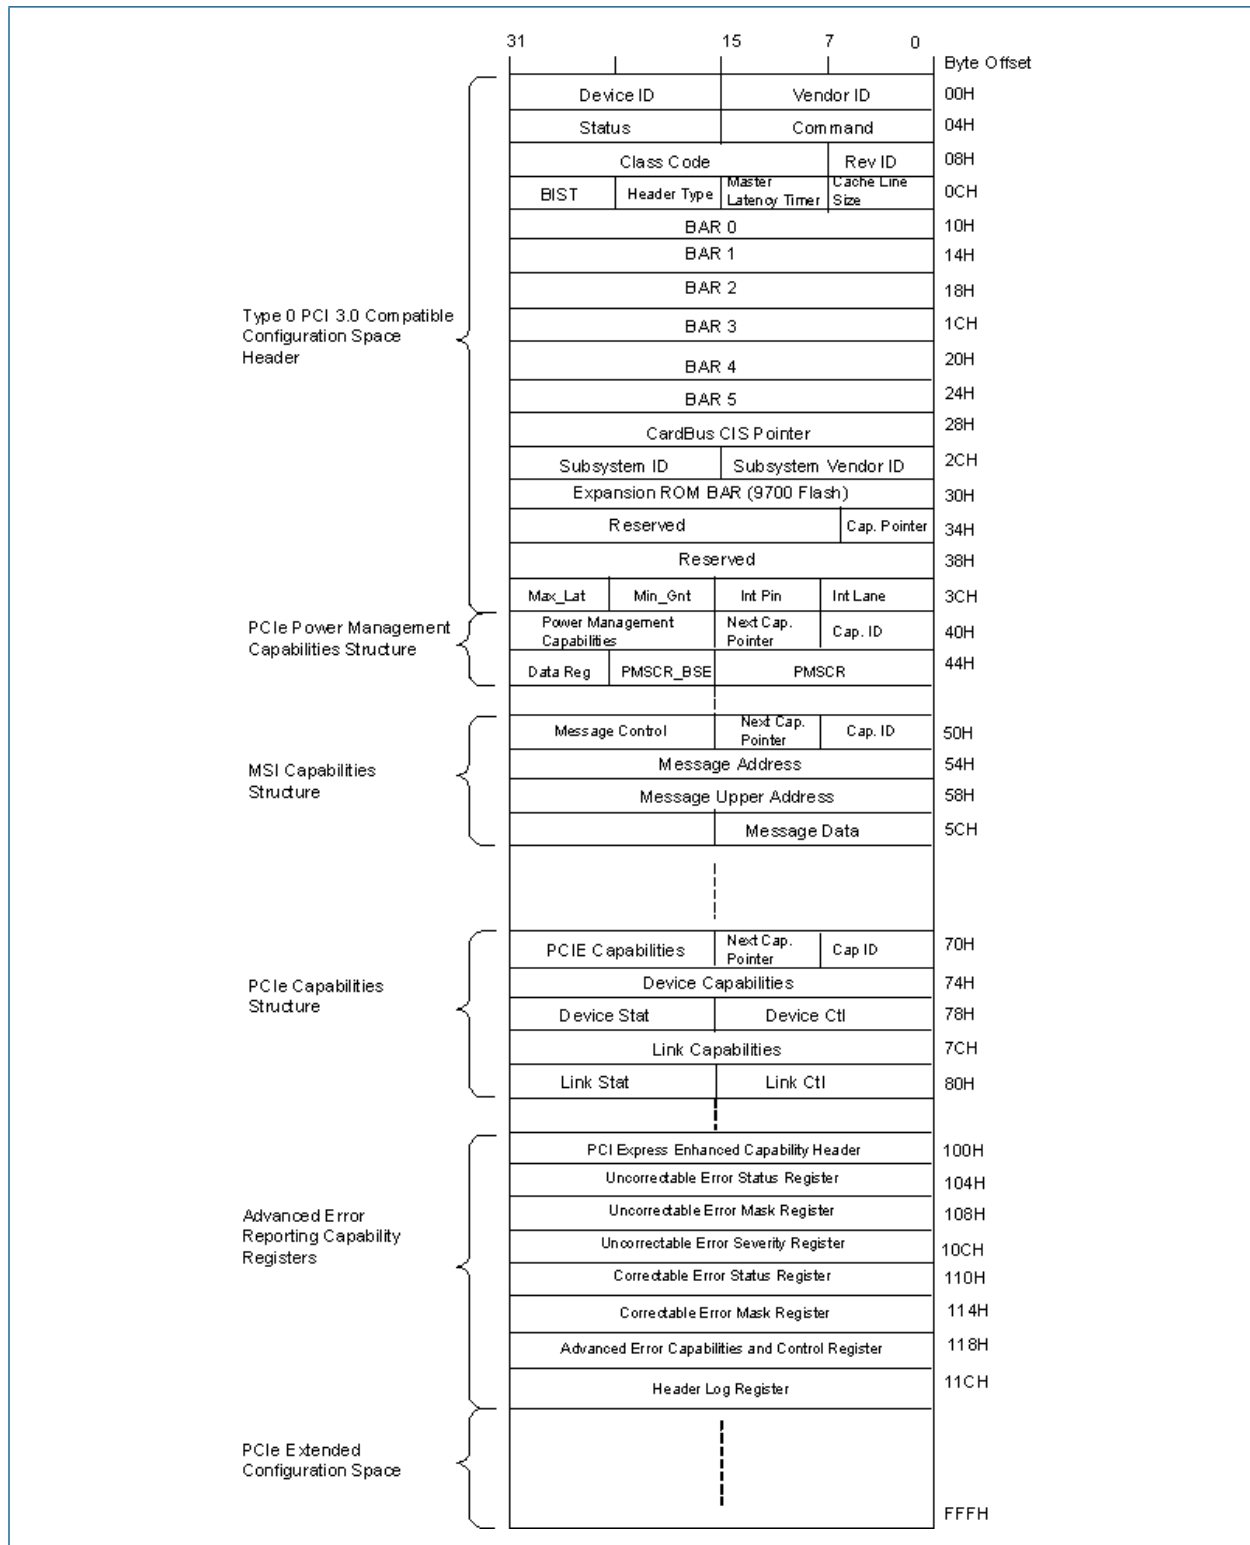 31 15 7 0
Byte Offset
Device ID Vendor ID 00H
Status Command 04H
Class Code Rev ID 08H
BIST Header Type Master Latency Timer Cache Line Size 0CH
BAR 0 10H
BAR 1 14H
BAR 2 18H
Type 0 PCI 3.0 Compatible
Configuration Space
Header
BAR 3 1CH
BAR 4 20H
BAR 5 24H
CardBus CIS Pointer 28H
Subsystem ID Subsystem Vendor ID 2CH
Expansion ROM BAR (9700 Flash) 30H
Reserved Cap. Pointer 34H
Reserved 38H
Max_Lat Min_Gnt Int Pin Int Lane 3CH
PCIe Power Management
Capabilities Structure
Power Management Capabilities Next Cap. Pointer Cap. ID 40H
Data Reg PMSCR_BSE PMSCR 44H
Message Control Next Cap. Pointer Cap. ID 50H
MSI Capabilities
Structure
Message Address 54H
Message Upper Address 58H
Message Data 5CH
PCIE Capabilities Next Cap. Pointer Cap ID 70H
PCIe Capabilities
Structure
Device Capabilities 74H
Device Stat Device Ctl 78H
Link Capabilities 7CH
Link Stat Link Ctl 80H
PCI Express Enhanced Capability Header 100H
Uncorrectable Error Status Register 104H
Advanced Error
Reporting Capability
Registers
Uncorrectable Error Mask Register 108H
Uncorrectable Error Severity Register 10CH
Correctable Error Status Register 110H
Correctable Error Mask Register 114H
Advanced Error Capabilities and Control Register 118H
Header Log Register 11CH
PCIe Extended
Configuration Space
FFFH